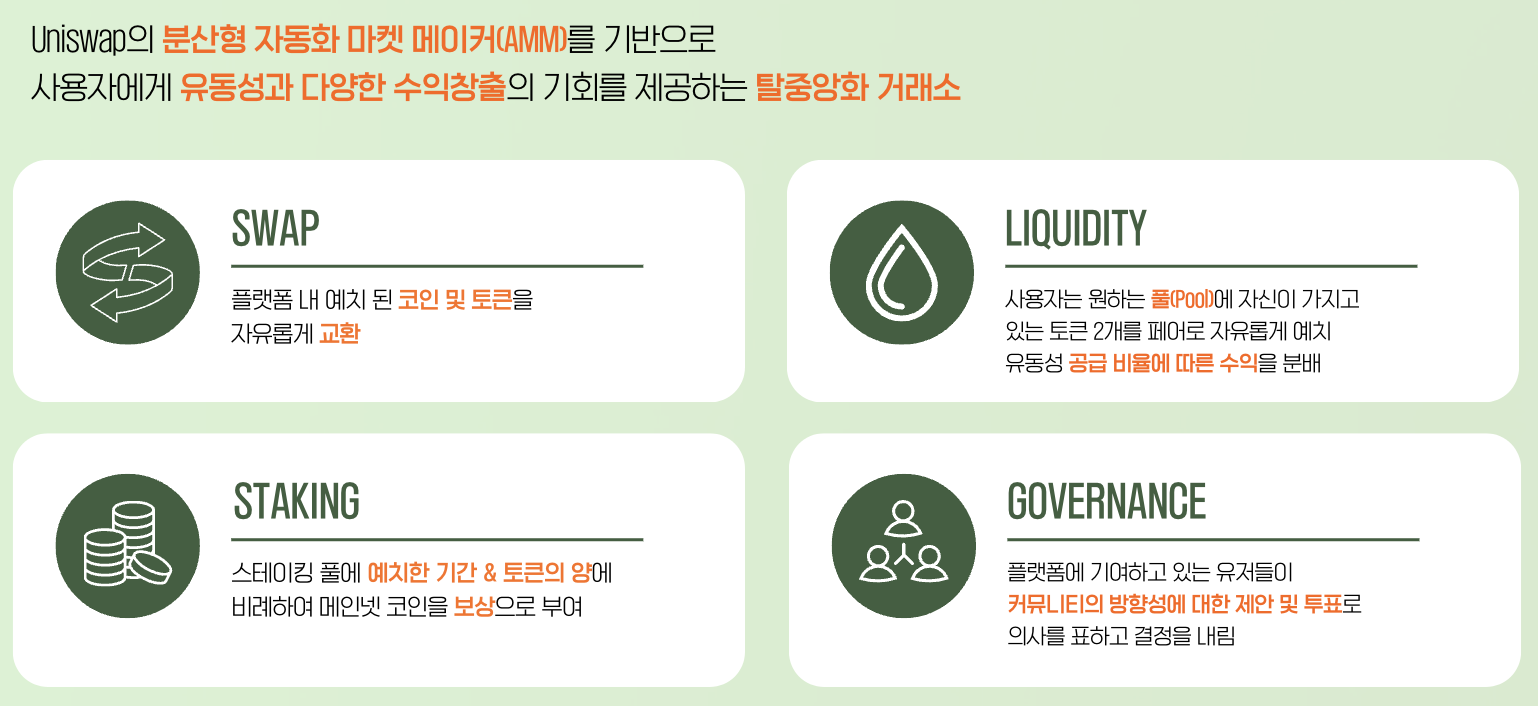 Uniswap의 분산형 자동화 마켓 메이커(AMM)를 기반으로
사용자에게 유동성과 다양한 수익창출의 기회를 제공하는 탈중앙화 거래소
SWAP
플랫폼 내 예치 된 코인 및 토큰을
자유롭게 교환
LIQUIDITY
사용자는 원하는 풀(Pool)에 자신이 가지고
있는 토큰 2개를 페어로 자유롭게 예치
유동성 공급 비율에 따른 수익을 분배
STAKING
스테이킹 풀에 예치한 기간 & 토큰의 양에
비례하여 메인넷 코인을 보상으로 부여
GOVERNANCE
플랫폼에 기여하고 있는 유저들이
커뮤니티의 방향성에 대한 제안 및 투표로
의사를 표하고 결정을 내림